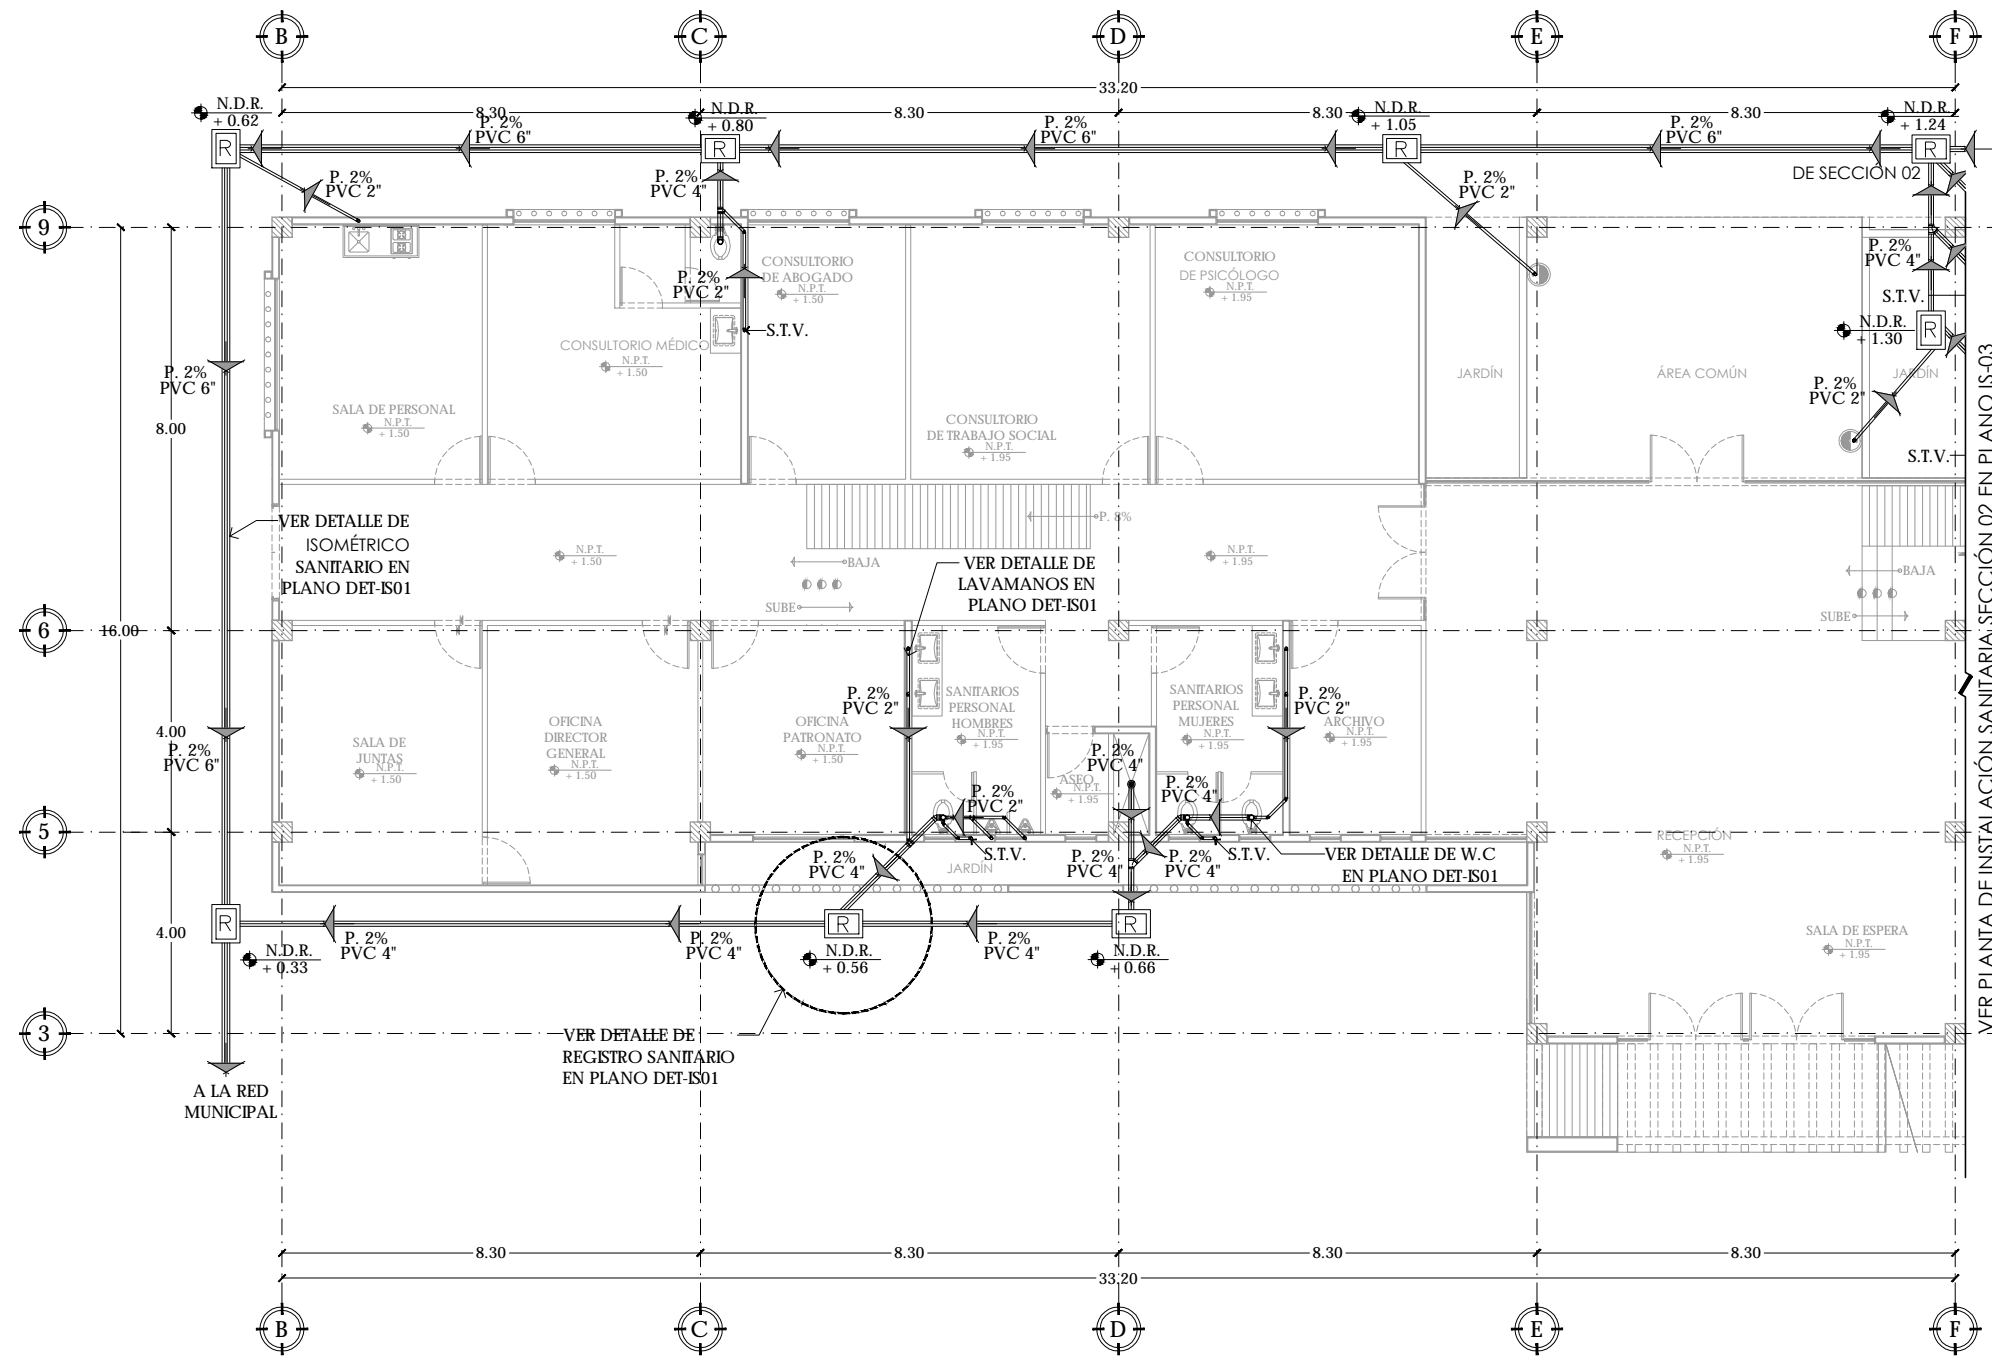 B
C
D
E
F
33.20
8.30
8.30
8.30
8.30
N.D.R.
+ 0.62
N.D.R.
+ 0.80
N.D.R.
+ 1.05
N.D.R.
+ 1.24
P. 2%
PVC 6"
P. 2%
PVC 6"
P. 2%
PVC 6"
R
R
R
R
DE SECCIÓN 02
P. 2%
PVC 2"
P. 2%
PVC 4"
P. 2%
PVC 2"
9
P. 2%
PVC 4"
P. 2%
PVC 2"
CONSULTORIO
DE ABOGADO
N.P.T.
+ 1.50
CONSULTORIO
DE PSICÓLOGO
N.P.T.
+ 1.95
S.T.V.
S.T.V.
N.D.R.
+ 1.30
R
CONSULTORIO MÉDICO
N.P.T.
+ 1.50
P. 2%
PVC 6"
JARDÍN
ÁREA COMÚN
JARDÍN
P. 2%
PVC 2"
SALA DE PERSONAL
N.P.T.
+ 1.50
8.00
CONSULTORIO
DE TRABAJO SOCIAL
N.P.T.
+ 1.95
S.T.V.
VER PLANTA DE INSTALACIÓN SANITARIA SECCIÓN 02 EN PLANO IS-03
VER DETALLE DE
ISOMÉTRICO
SANITARIO EN
PLANO DET-IS01
P. 8%
N.P.T.
+ 1.50
BAJA
SUBE
VER DETALLE DE
LAVAMANOS EN
PLANO DET-IS01
N.P.T.
+ 1.95
BAJA
SUBE
6
16.00
4.00
P. 2%
PVC 6"
SALA DE
JUNTAS
N.P.T.
+ 1.50
OFICINA
DIRECTOR
GENERAL
N.P.T.
+ 1.50
OFICINA
PATRONATO
N.P.T.
+ 1.50
P. 2%
PVC 2"
SANITARIOS
PERSONAL
HOMBRES
N.P.T.
+ 1.95
SANITARIOS
PERSONAL
MUJERES
N.P.T.
+ 1.95
P. 2%
PVC 2"
ARCHIVO
N.P.T.
+ 1.95
P. 2%
PVC 4"
ASEO
N.P.T.
+ 1.95
P. 2%
PVC 2"
P. 2%
PVC 4"
5
RECEPCIÓN
N.P.T.
+ 1.95
P. 2%
PVC 4"
S.T.V.
JARDÍN
P. 2%
PVC 4"
P. 2%
PVC 4"
S.T.V.
VER DETALLE DE W.C
EN PLANO DET-IS01
R
R
R
4.00
P. 2%
PVC 4"
P. 2%
PVC 4"
P. 2%
PVC 4"
N.D.R.
+ 0.33
N.D.R.
+ 0.56
N.D.R.
+ 0.66
SALA DE ESPERA
N.P.T.
+ 1.95
3
VER DETALLE DE
REGISTRO SANITARIO
EN PLANO DET-IS01
A LA RED
MUNICIPAL
8.30
8.30
8.30
8.30
33.20
B
C
D
E
F